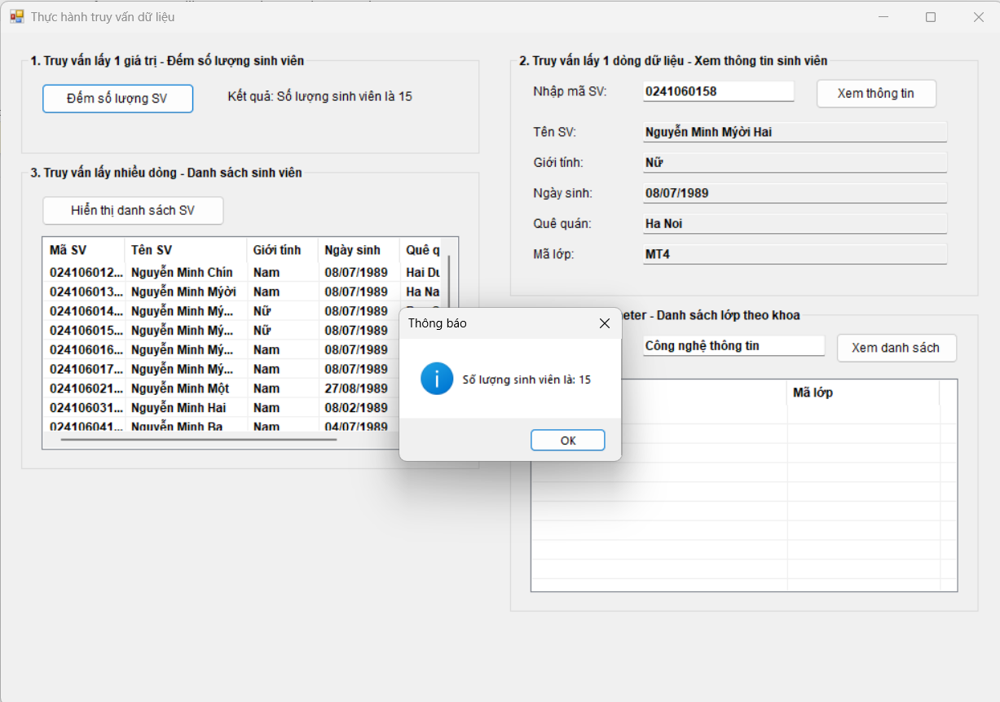 Thực hành truy vấn dữ liệu
1. Truy vấn lấy 1 giá trị - Đếm số lượng sinh viên
Đếm số lượng SV
Kết quả: Số lượng sinh viên là 15
2. Truy vấn lấy 1 dòng dữ liệu - Xem thông tin sinh viên
Nhập mã SV: 0241060158 Xem thông tin
Tên SV: Nguyễn Minh Mýời Hai
Giới tính: Nữ
Ngày sinh: 08/07/1989
Quê quán: Ha Noi
Mã lớp: MT4
3. Truy vấn lấy nhiều dòng - Danh sách sinh viên
Hiển thị danh sách SV
Mã SV Tên SV Giới tính Ngày sinh Quê q
024106012... Nguyễn Minh Chín Nam 08/07/1989 Hai Du
024106013... Nguyễn Minh Mýời Nam 08/07/1989 Ha Na
024106014... Nguyễn Minh Mý... Nữ 08/07/1989
024106015... Nguyễn Minh Mý... Nữ 08/07/1989
024106016... Nguyễn Minh Mý... Nam 08/07/1989
024106017... Nguyễn Minh Mý... Nam 08/07/1989
024106021... Nguyễn Minh Một Nam 27/08/1989
024106031... Nguyễn Minh Hai Nam 08/02/1989
024106041... Nguyễn Minh Ba Nam 04/07/1989
eter - Danh sách lớp theo khoa
Công nghệ thông tin Xem danh sách
Mã lớp
Thông báo
Số lượng sinh viên là: 15
OK